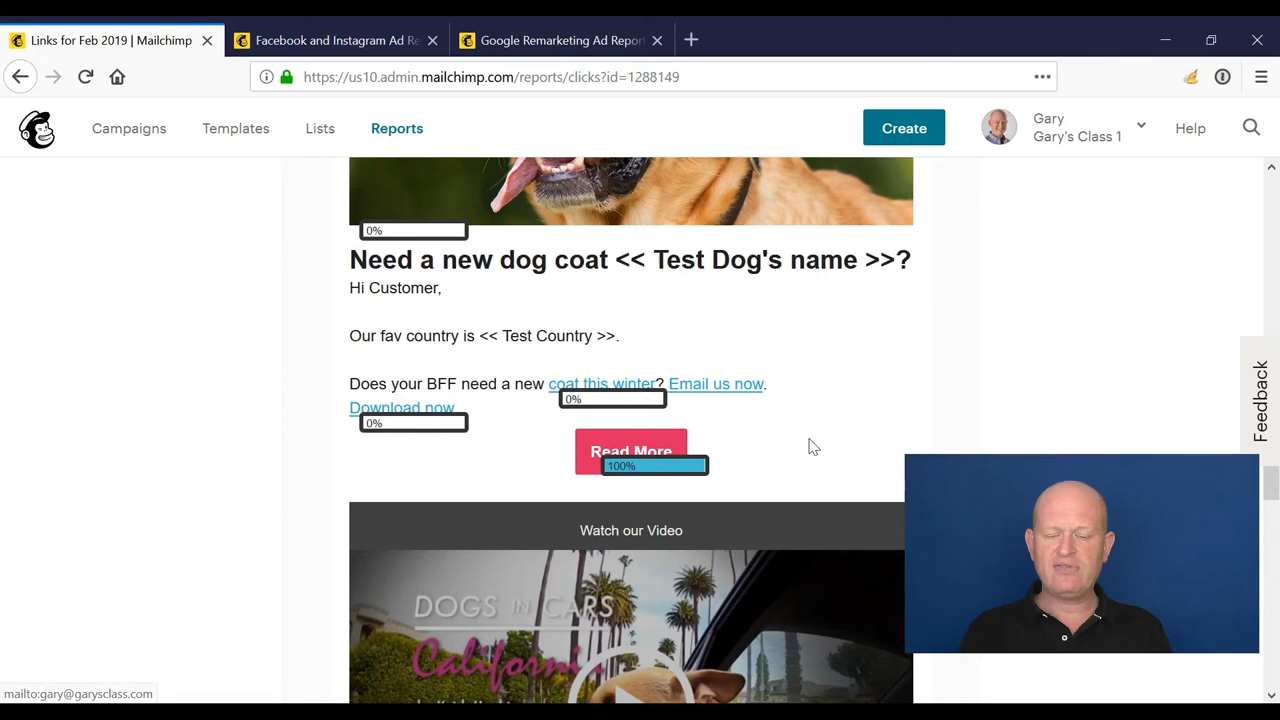 Links for Feb 2019 | Mailchimp
Facebook and Instagram Ad Re
Google Remarketing Ad Repor
https://us10.admin.mailchimp.com/reports/clicks?id=1288149
Campaigns
Templates
Lists
Reports
Create
Gary
Gary's Class 1
Help
0%
Need a new dog coat << Test Dog's name >>?
Hi Customer,
Our fav country is << Test Country >>.
Does your BFF need a new coat this winter? Email us now.
0%
Download now
0%
Read More
100%
Watch our Video
DOGS IN CARS
California
Feedback
mailto:gary@garysclass.com